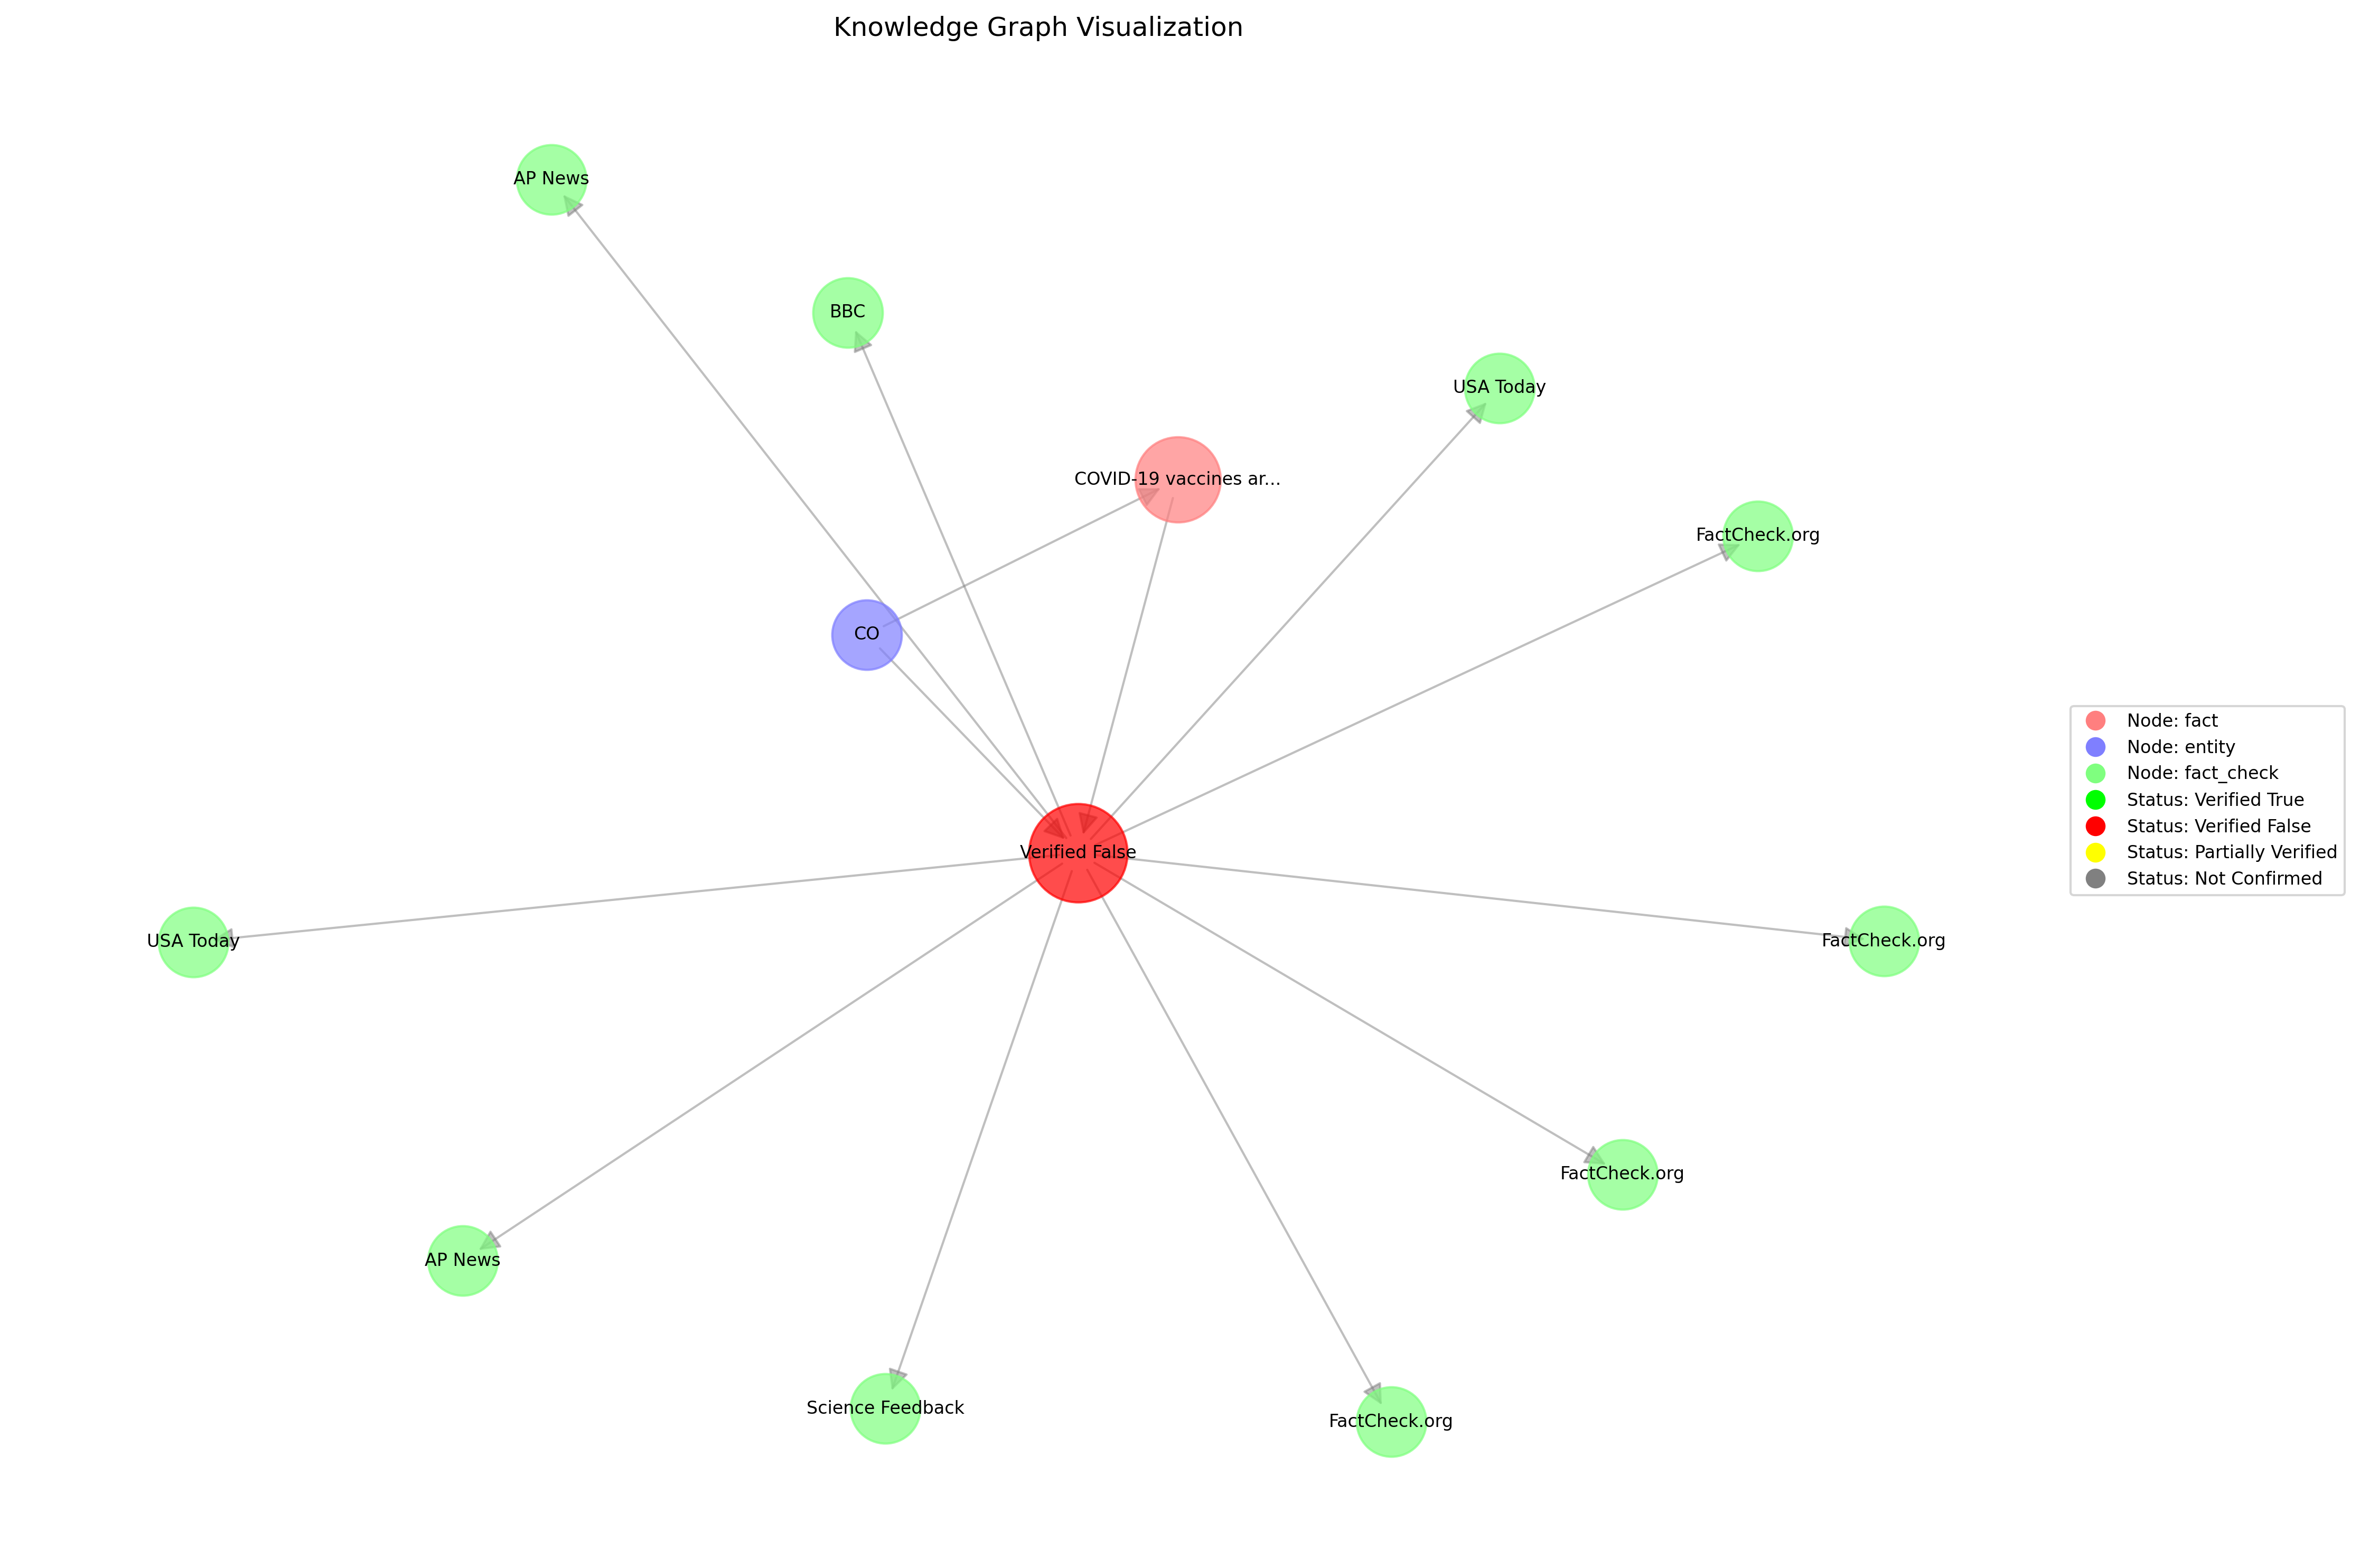 Knowledge Graph Visualization
AP News
BBC
USA Today
COVID-19 vaccines ar...
FactCheck.org
CO
Node: fact
Node: entity
Node: fact_check
Status: Verified True
Status: Verified False
Status: Partially Verified
Status: Not Confirmed
Verified False
USA Today
FactCheck.org
FactCheck.org
AP News
Science Feedback
FactCheck.org